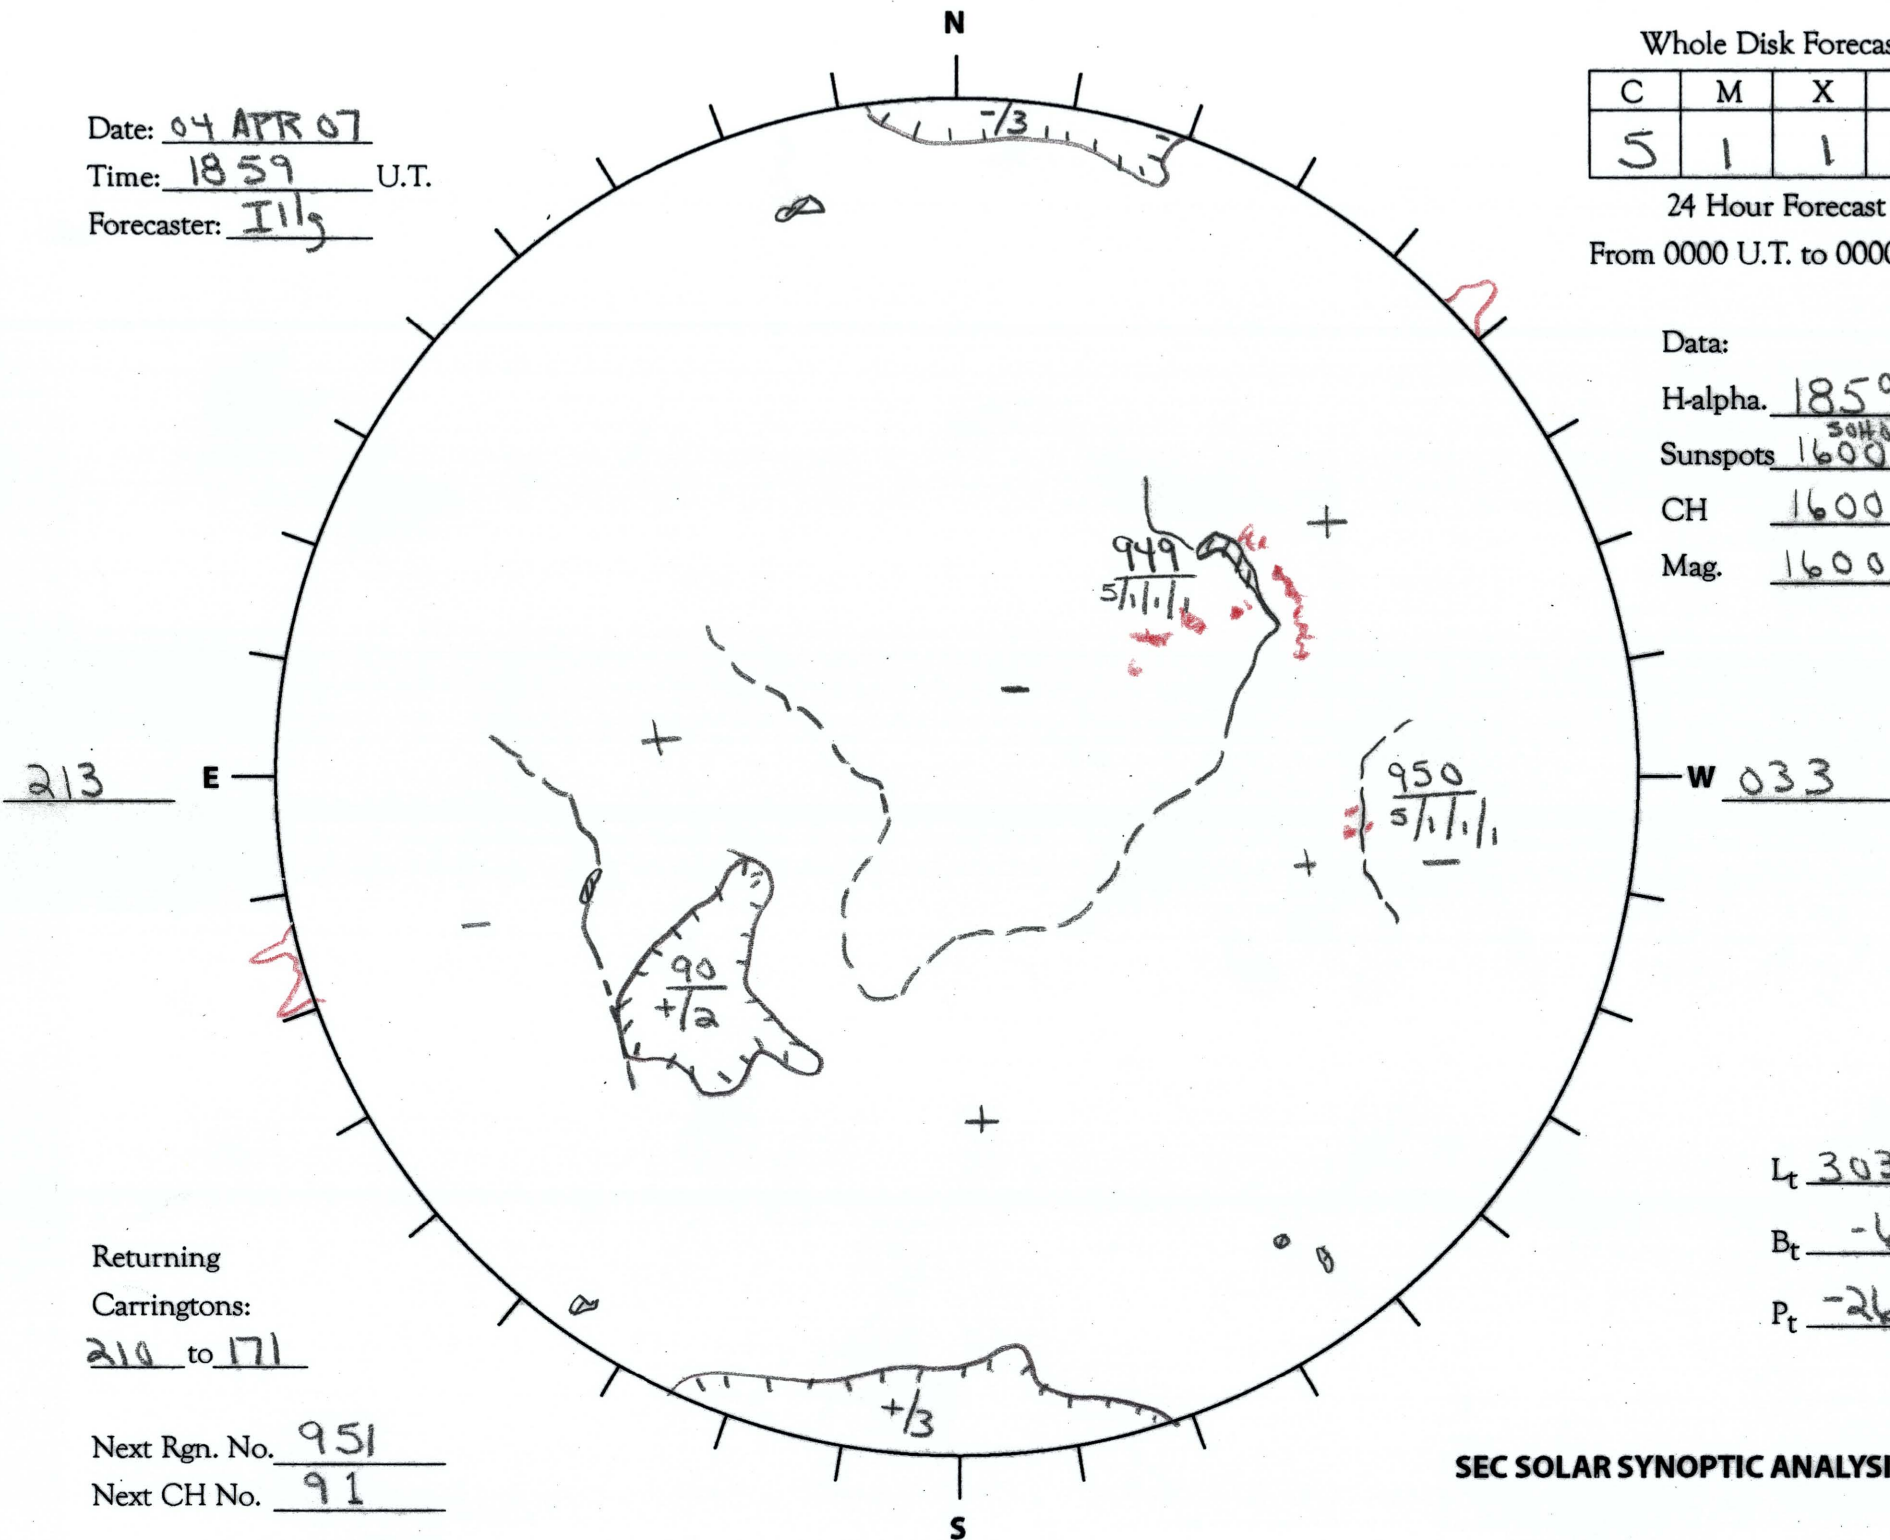 N
Date: 04 APR 07
Time: 1859 U.T.
Forecaster: Illg
Whole Disk Forecas
C M X
5 1 1
24 Hour Forecast
From 0000 U.T. to 0000
-/3
Data:
H-alpha. 185
Sunspots SOHO 1600
CH 1600
Mag. 1600
+
949
5/1/1/1
-
+
213 E
W 033
950
5/1/1/1
+ -
-
90
+/2
+
Lt 303
Bt -
Pt -26
Returning
Carringtons:
210 to 171
+/3
Next Rgn. No. 951
Next CH No. 91
SEC SOLAR SYNOPTIC ANALYSI
S